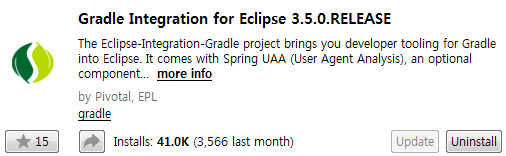 Gradle Integration for Eclipse 3.5.0.RELEASE
The Eclipse-Integration-Gradle project brings you developer tooling for Gradle
into Eclipse. It comes with Spring UAA (User Agent Analysis), an optional
component... more info
by Pivotal, EPL
gradle
15 Installs: 41.0K (3,566 last month) Update Uninstall